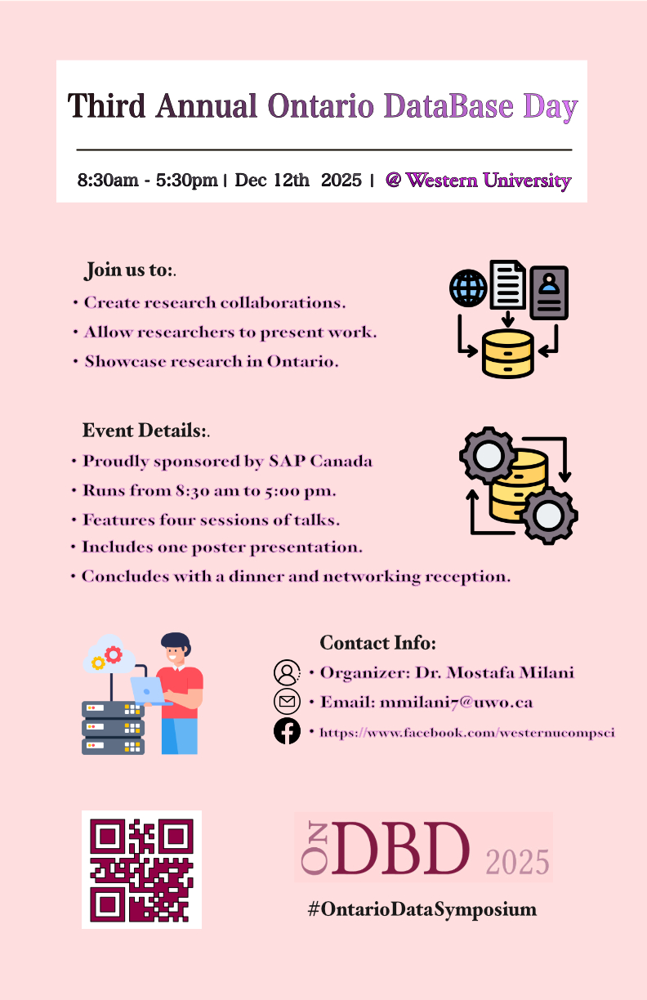 Third Annual Ontario DataBase Day
8:30am - 5:30pm | Dec 12th 2025 | @ Western University
Join us to:.
• Create research collaborations.
• Allow researchers to present work.
• Showcase research in Ontario.
Event Details:.
• Proudly sponsored by SAP Canada
• Runs from 8:30 am to 5:00 pm.
• Features four sessions of talks.
• Includes one poster presentation.
• Concludes with a dinner and networking reception.
Contact Info:
• Organizer: Dr. Mostafa Milani
• Email: mmilani7@uwo.ca
• https://www.facebook.com/westernucompsci
ON DBD 2025
#OntarioDataSymposium